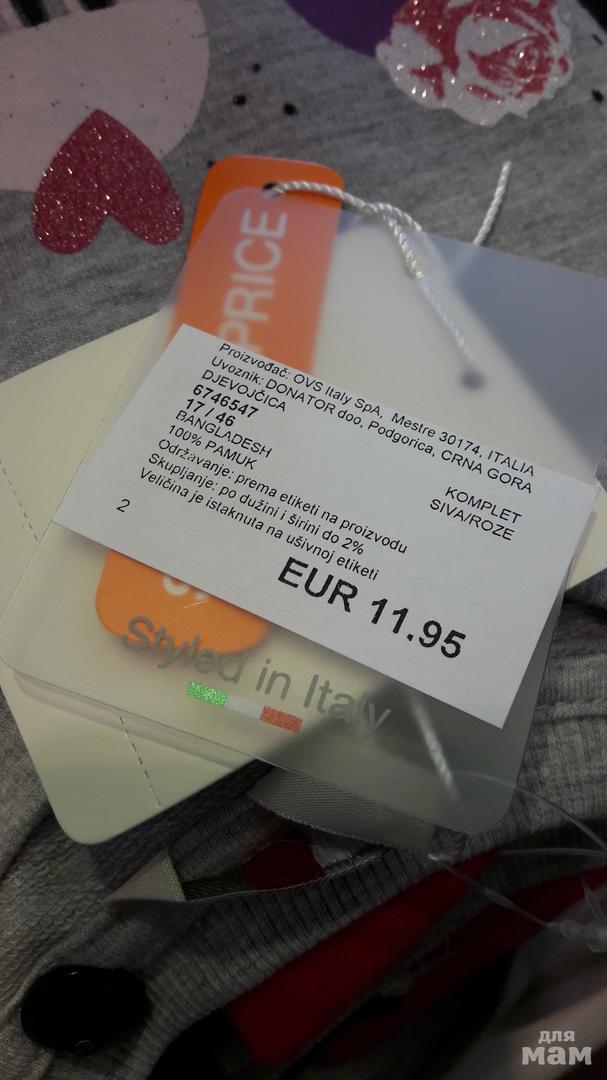 PRICE
Proizvođač: OVS Italy SpA, Mestre 30174, ITALIA
Uvoznik: DONATOR doo, Podgorica, CRNA GORA
DJEVOJČICA
6746547
KOMPLET
17 / 46
SIVA/ROZE
BANGLADESH
100% PAMUK
Održavanje: prema etiketi na proizvodu
Skupljanje: po dužini i širini do 2%
Veličina je istaknuta na ušivnoj etiketi
2
EUR 11.95
Styled in Italy
для
мам